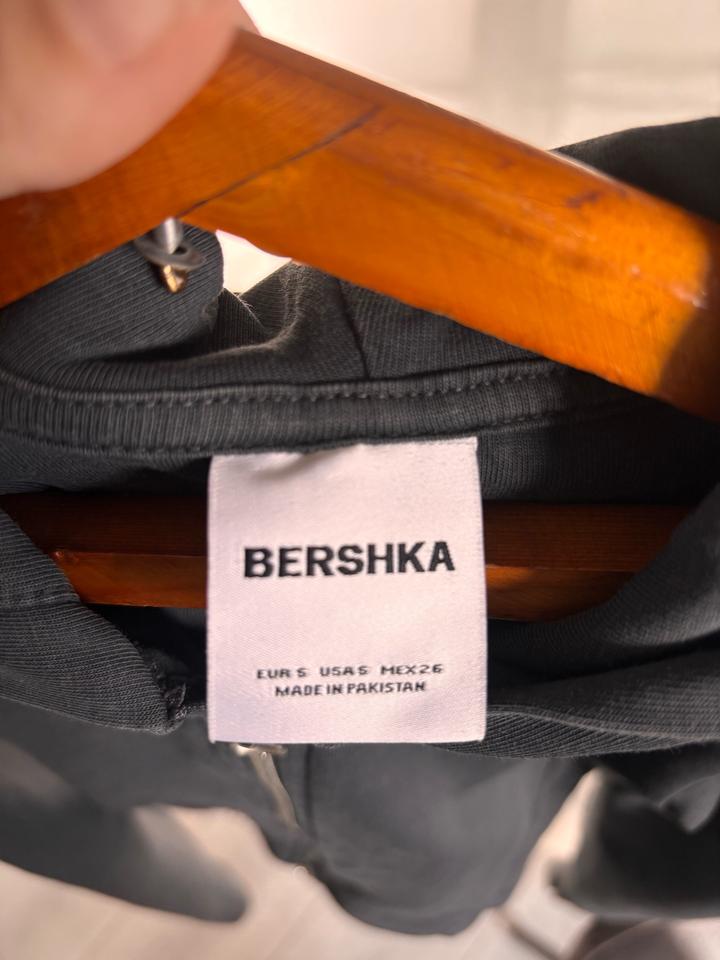 BERSHKA
EUR S USA S MEX 26
MADE IN PAKISTAN